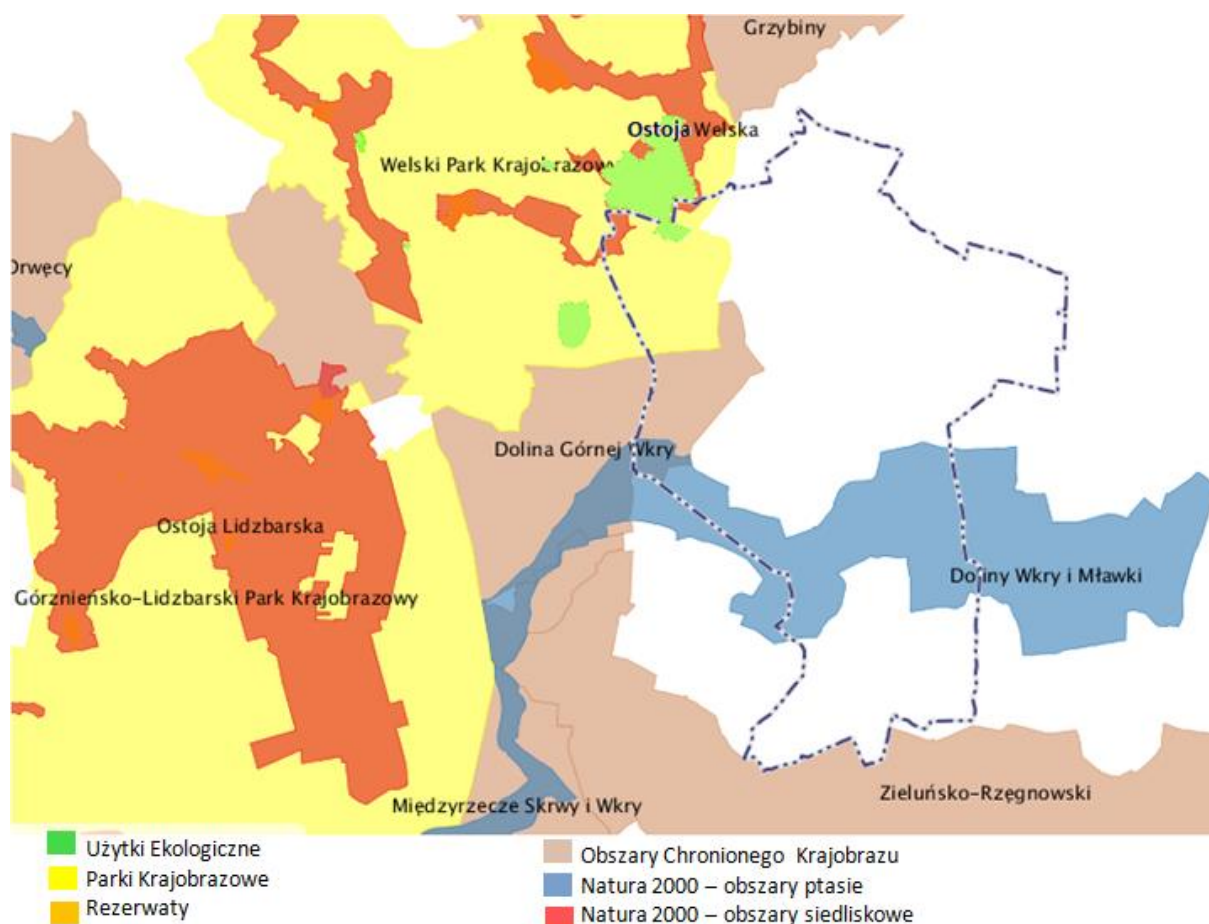 Grzybiny
Ostoja Welska
Welski Park Krajobrazowy
Drwęcy
Dolina Górnej Wkry
Ostoja Lidzbarska
Doliny Wkry i Mławki
Górznieńsko-Lidzbarski Park Krajobrazowy
Zieluńsko-Rzęgnowski
Międzyrzecze Skrwy i Wkry
Użytki Ekologiczne
Parki Krajobrazowe
Rezerwaty
Obszary Chronionego Krajobrazu
Natura 2000 – obszary ptasie
Natura 2000 – obszary siedliskowe